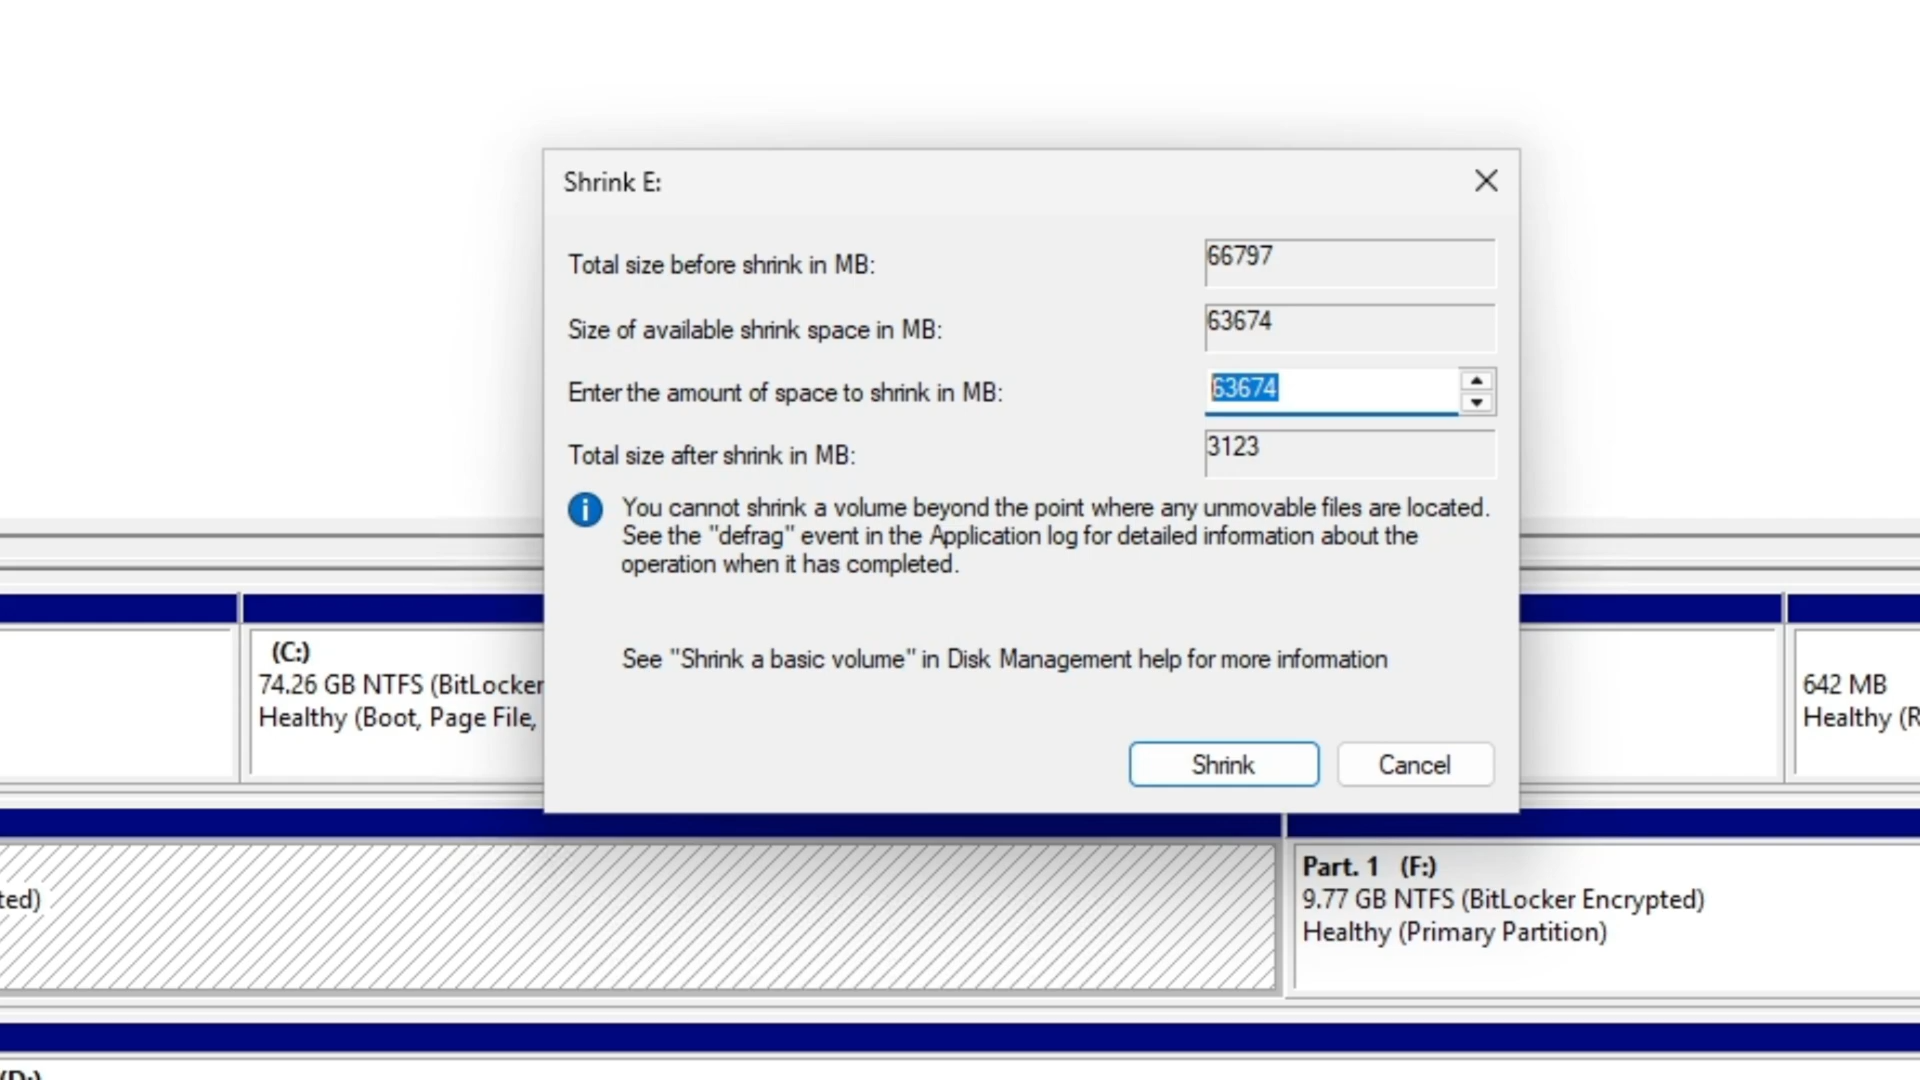 Shrink E:
Total size before shrink in MB: 66797
Size of available shrink space in MB: 63674
Enter the amount of space to shrink in MB: 63674
Total size after shrink in MB: 3123
You cannot shrink a volume beyond the point where any unmovable files are located.
See the "defrag" event in the Application log for detailed information about the
operation when it has completed.
See "Shrink a basic volume" in Disk Management help for more information
Shrink Cancel
(C:)
74.26 GB NTFS (BitLocker
Healthy (Boot, Page File,
642 MB
Healthy (R
ted)
Part. 1 (F:)
9.77 GB NTFS (BitLocker Encrypted)
Healthy (Primary Partition)
(D:)